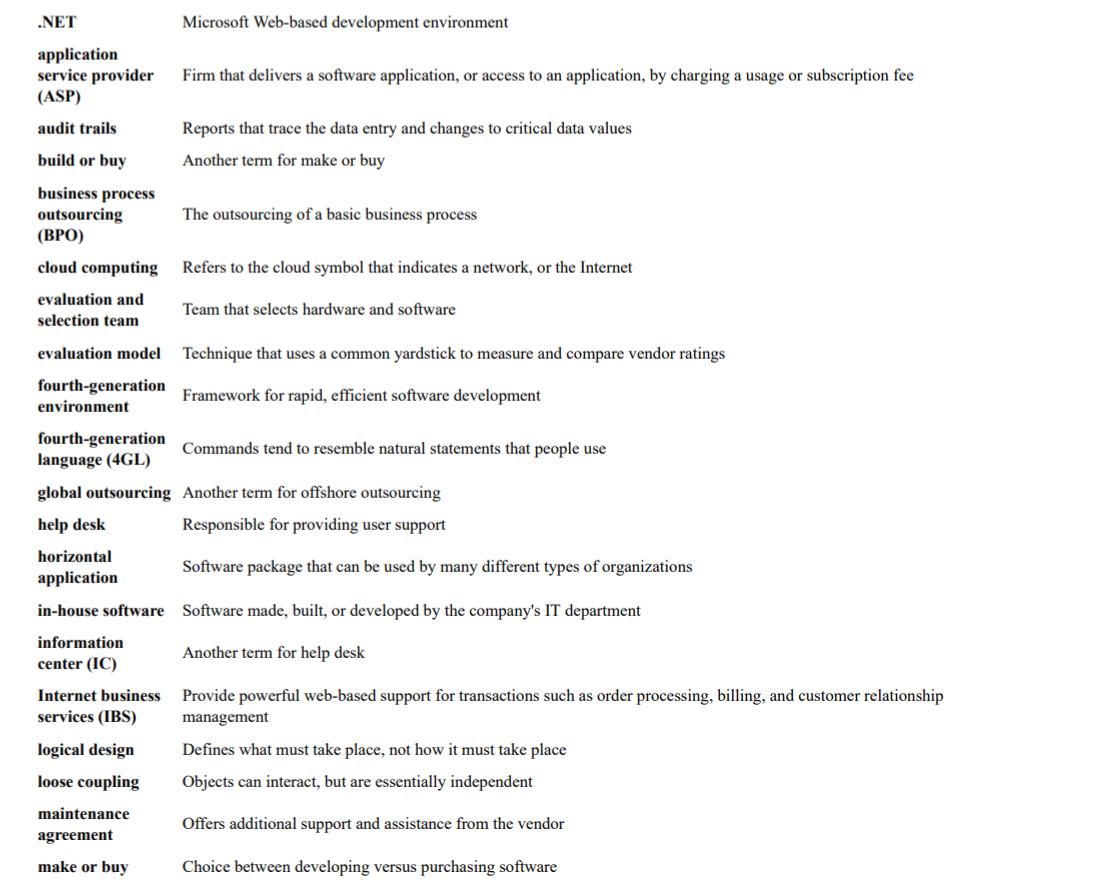 .NET Microsoft Web-based development environment
application
service provider Firm that delivers a software application, or access to an application, by charging a usage or subscription fee
(ASP)
audit trails Reports that trace the data entry and changes to critical data values
build or buy Another term for make or buy
business process
outsourcing The outsourcing of a basic business process
(BPO)
cloud computing Refers to the cloud symbol that indicates a network, or the Internet
evaluation and
selection team Team that selects hardware and software
evaluation model Technique that uses a common yardstick to measure and compare vendor ratings
fourth-generation
environment Framework for rapid, efficient software development
fourth-generation
language (4GL) Commands tend to resemble natural statements that people use
global outsourcing Another term for offshore outsourcing
help desk Responsible for providing user support
horizontal
application Software package that can be used by many different types of organizations
in-house software Software made, built, or developed by the company's IT department
information
center (IC) Another term for help desk
Internet business Provide powerful web-based support for transactions such as order processing, billing, and customer relationship
services (IBS) management
logical design Defines what must take place, not how it must take place
loose coupling Objects can interact, but are essentially independent
maintenance
agreement Offers additional support and assistance from the vendor
make or buy Choice between developing versus purchasing software